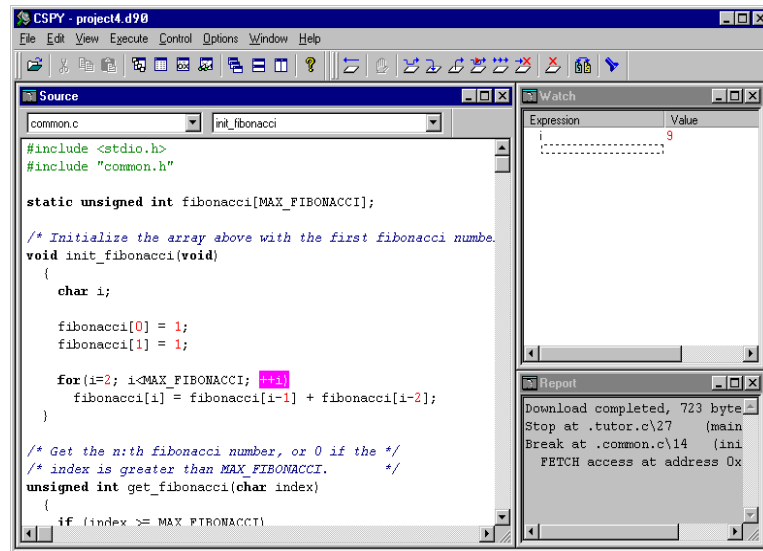 CSPY - project4.d90
File Edit View Execute Control Options Window Help
Source
common.c init_fibonacci
#include <stdio.h>
#include "common.h"
static unsigned int fibonacci[MAX_FIBONACCI];
/* Initialize the array above with the first fibonacci numbe
void init_fibonacci(void)
{
char i;
fibonacci[0] = 1;
fibonacci[1] = 1;
for(i=2; i<MAX_FIBONACCI; ++i)
fibonacci[i] = fibonacci[i-1] + fibonacci[i-2];
}
/* Get the n:th fibonacci number, or 0 if the */
/* index is greater than MAX_FIBONACCI. */
unsigned int get_fibonacci(char index)
{
if (index >= MAX_FIBONACCI)
Watch
Expression Value
i 9
Report
Download completed, 723 byte
Stop at .tutor.c\27 (main
Break at .common.c\14 (ini
FETCH access at address 0x